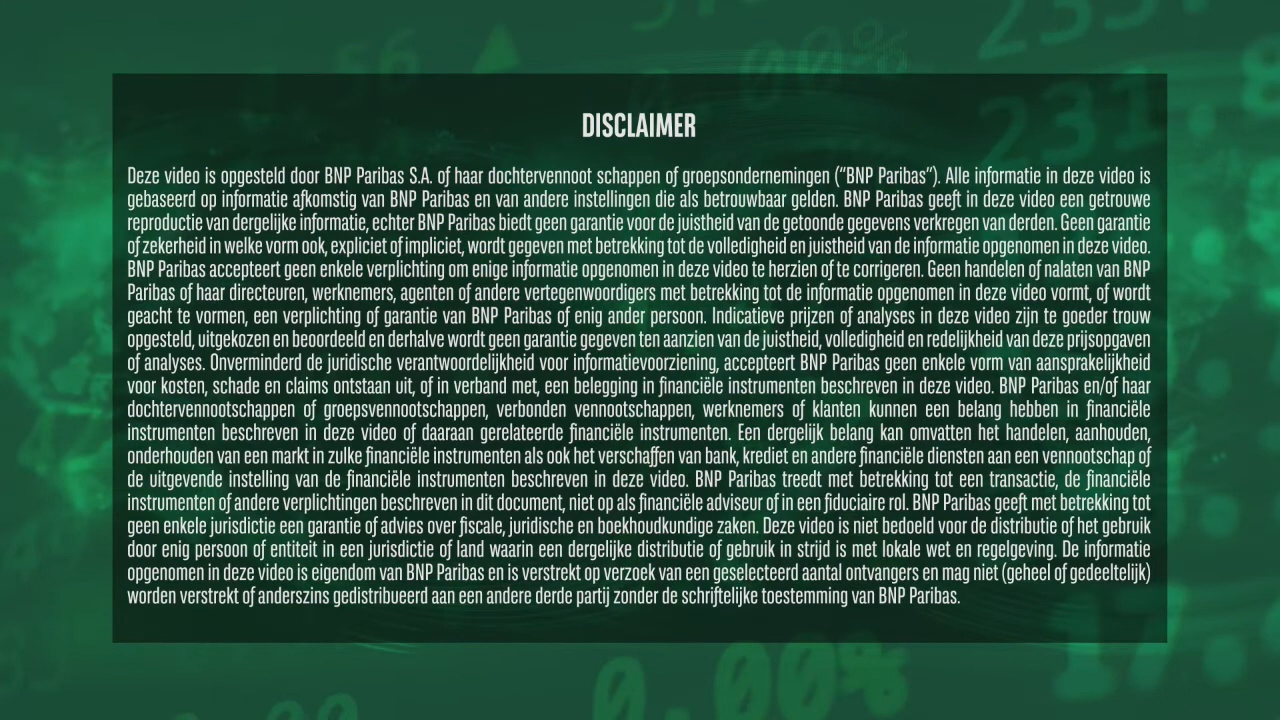 DISCLAIMER
Deze video is opgesteld door BNP Paribas S.A. of haar dochtervennoot schappen of groepsondernemingen (“BNP Paribas”). Alle informatie in deze video is
gebaseerd op informatie afkomstig van BNP Paribas en van andere instellingen die als betrouwbaar gelden. BNP Paribas geeft in deze video een getrouwe
reproductie van dergelijke informatie, echter BNP Paribas biedt geen garantie voor de juistheid van de getoonde gegevens verkregen van derden. Geen garantie
of zekerheid in welke vorm ook, expliciet of impliciet, wordt gegeven met betrekking tot de volledigheid en juistheid van de informatie opgenomen in deze video.
BNP Paribas accepteert geen enkele verplichting om enige informatie opgenomen in deze video te herzien of te corrigeren. Geen handelen of nalaten van BNP
Paribas of haar directeuren, werknemers, agenten of andere vertegenwoordigers met betrekking tot de informatie opgenomen in deze video vormt, of wordt
geacht te vormen, een verplichting of garantie van BNP Paribas of enig ander persoon. Indicatieve prijzen of analyses in deze video zijn te goeder trouw
opgesteld, uitgekozen en beoordeeld en derhalve wordt geen garantie gegeven ten aanzien van de juistheid, volledigheid en redelijkheid van deze prijsopgaven
of analyses. Onverminderd de juridische verantwoordelijkheid voor informatievoorziening, accepteert BNP Paribas geen enkele vorm van aansprakelijkheid
voor kosten, schade en claims ontstaan uit, of in verband met, een belegging in financiële instrumenten beschreven in deze video. BNP Paribas en/of haar
dochtervennootschappen of groepsvennootschappen, verbonden vennootschappen, werknemers of klanten kunnen een belang hebben in financiële
instrumenten beschreven in deze video of daaraan gerelateerde financiële instrumenten. Een dergelijk belang kan omvatten het handelen, aanhouden,
onderhouden van een markt in zulke financiële instrumenten als ook het verschaffen van bank, krediet en andere financiële diensten aan een vennootschap of
de uitgevende instelling van de financiële instrumenten beschreven in deze video. BNP Paribas treedt met betrekking tot een transactie, de financiële
instrumenten of andere verplichtingen beschreven in dit document, niet op als financiële adviseur of in een fiduciaire rol. BNP Paribas geeft met betrekking tot
geen enkele jurisdictie een garantie of advies over fiscale, juridische en boekhoudkundige zaken. Deze video is niet bedoeld voor de distributie of het gebruik
door enig persoon of entiteit in een jurisdictie of land waarin een dergelijke distributie of gebruik in strijd is met lokale wet en regelgeving. De informatie
opgenomen in deze video is eigendom van BNP Paribas en is verstrekt op verzoek van een geselecteerd aantal ontvangers en mag niet (geheel of gedeeltelijk)
worden verstrekt of anderszins gedistribueerd aan een andere derde partij zonder de schriftelijke toestemming van BNP Paribas.
0.00%